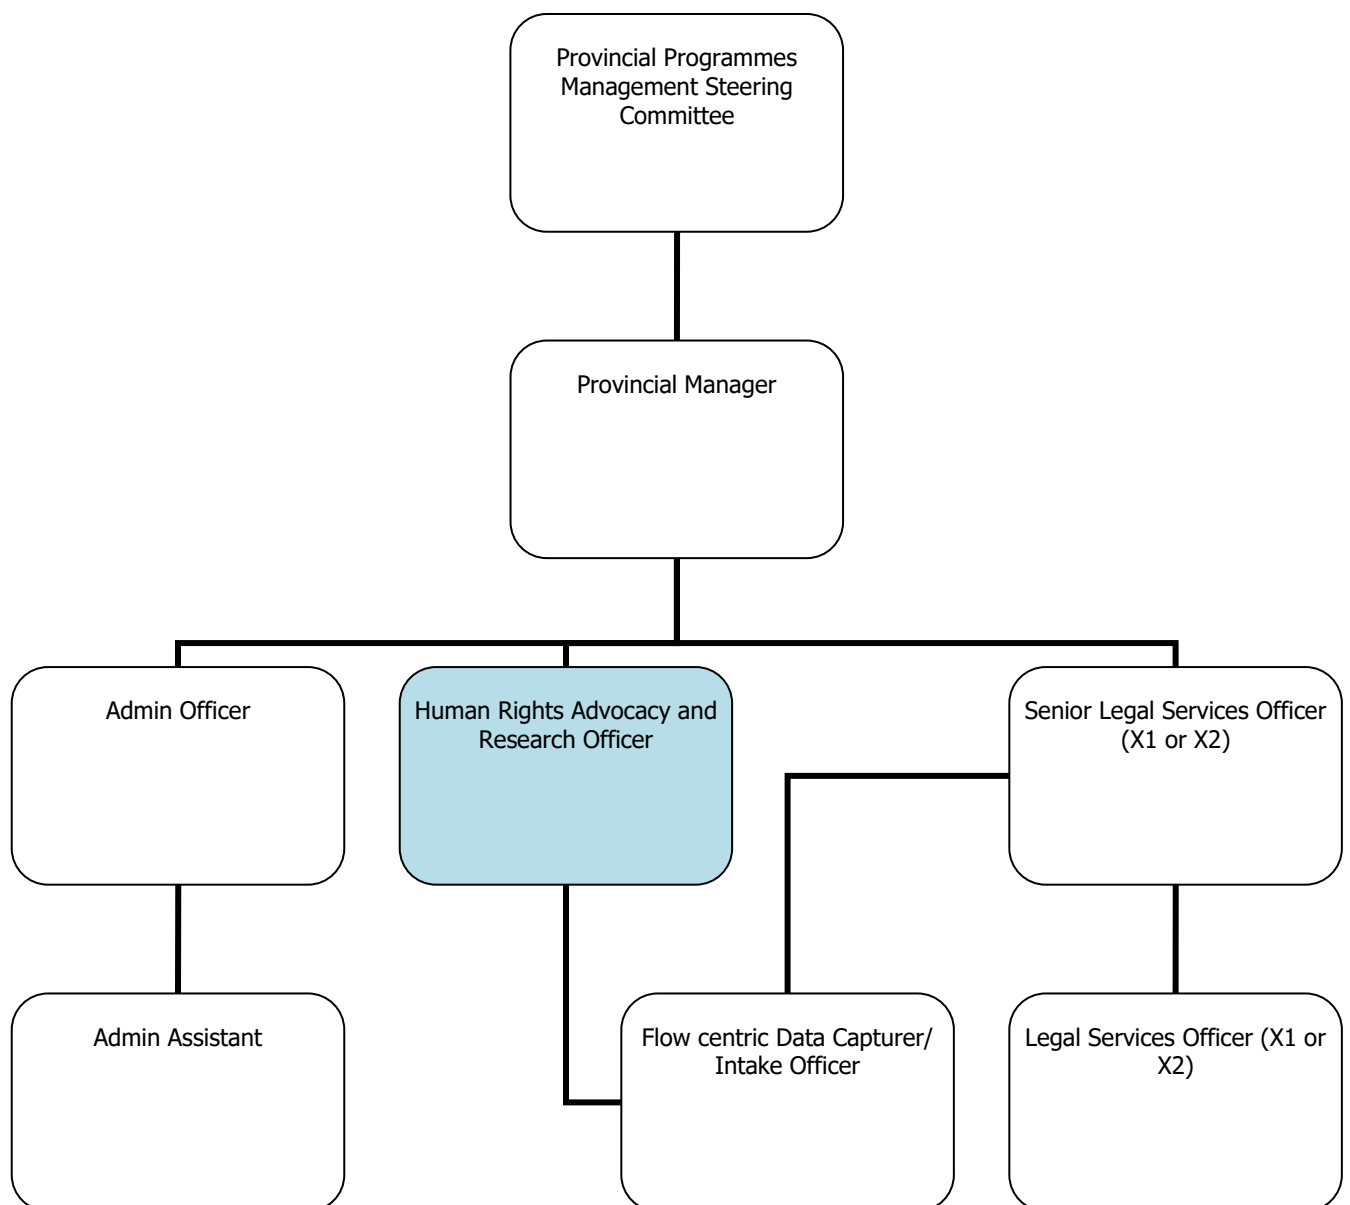 Provincial Programmes
Management Steering
Committee
Provincial Manager
Admin Officer
Human Rights Advocacy and
Research Officer
Senior Legal Services Officer
(X1 or X2)
Admin Assistant
Flow centric Data Capturer/
Intake Officer
Legal Services Officer (X1 or
X2)